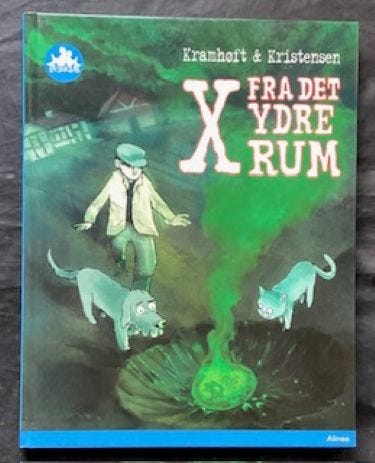 Kramhøft & Kristensen
X FRA DET
YDRE
RUM
Alinea